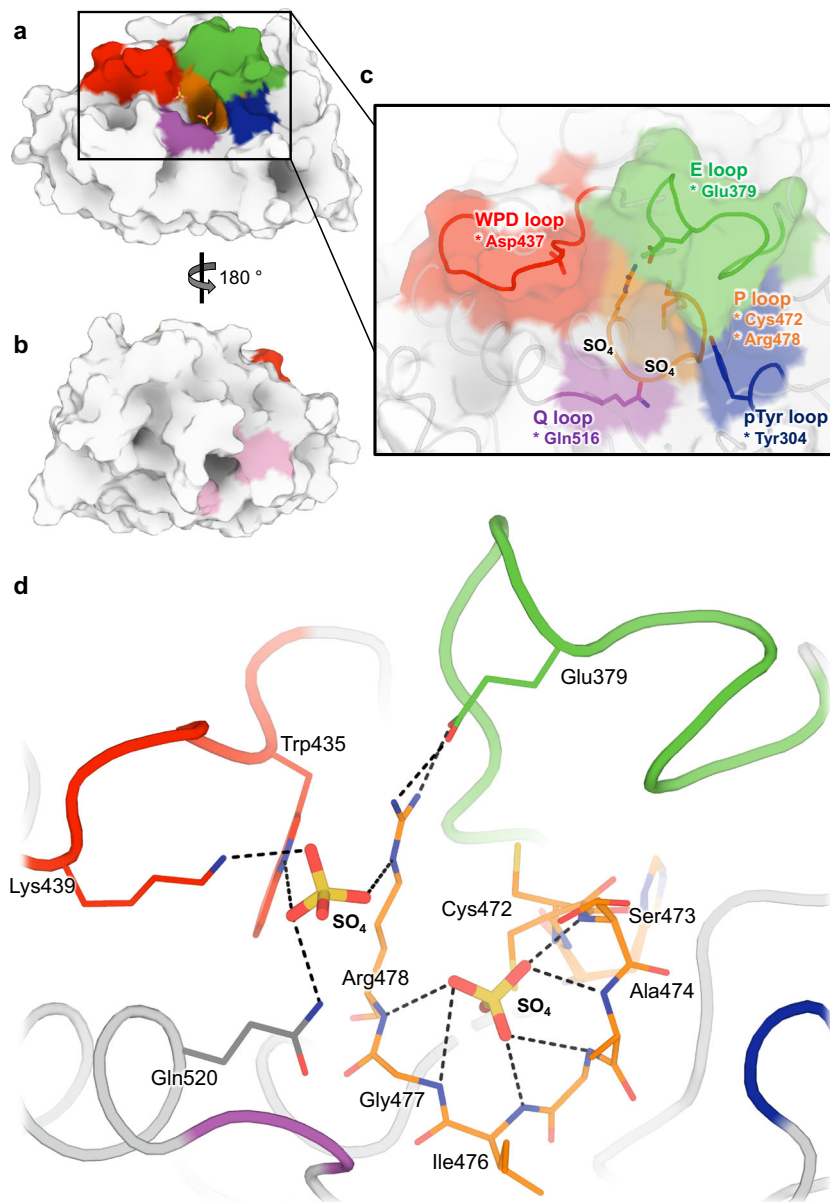 a
180 °
b
c
E loop
* Glu379
WPD loop
* Asp437
P loop
* Cys472
* Arg478
SO4
SO4
Q loop
* Gln516
pTyr loop
* Tyr304
d
Glu379
Trp435
Lys439
SO4
Cys472
Ser473
Arg478
Ala474
SO4
Gln520
Gly477
Ile476